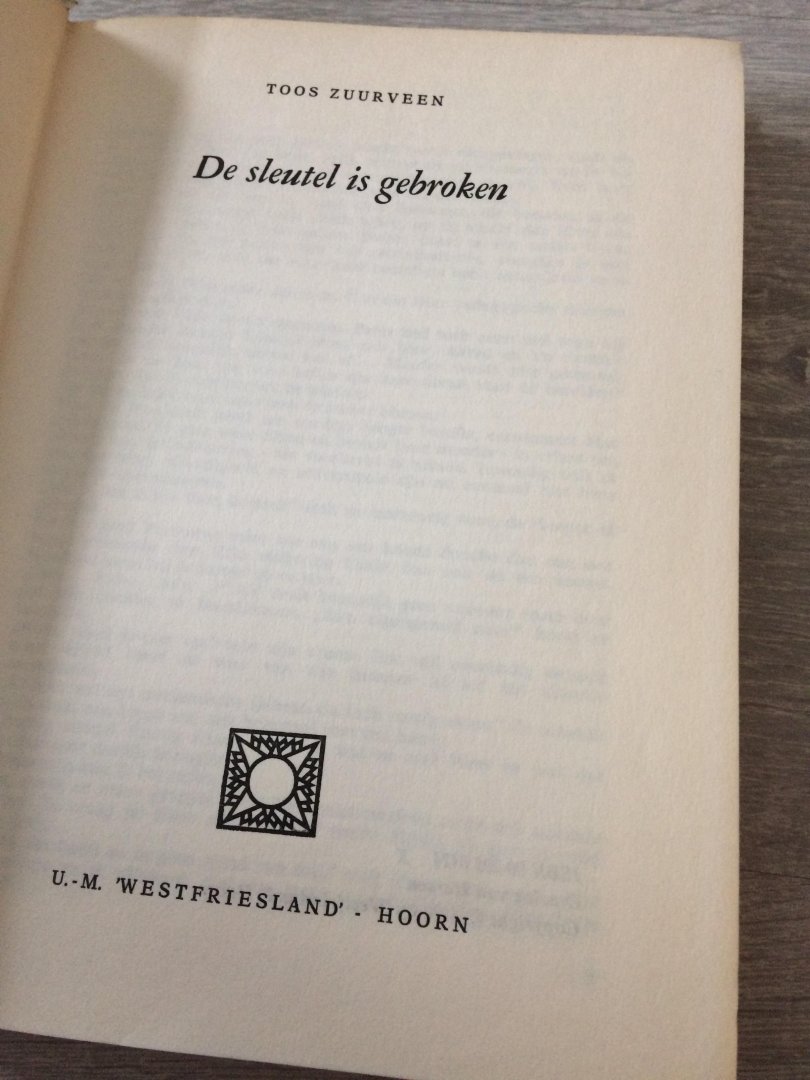 TOOS ZUURVEEN
De sleutel is gebroken
U.-M. 'WESTFRIESLAND' - HOORN